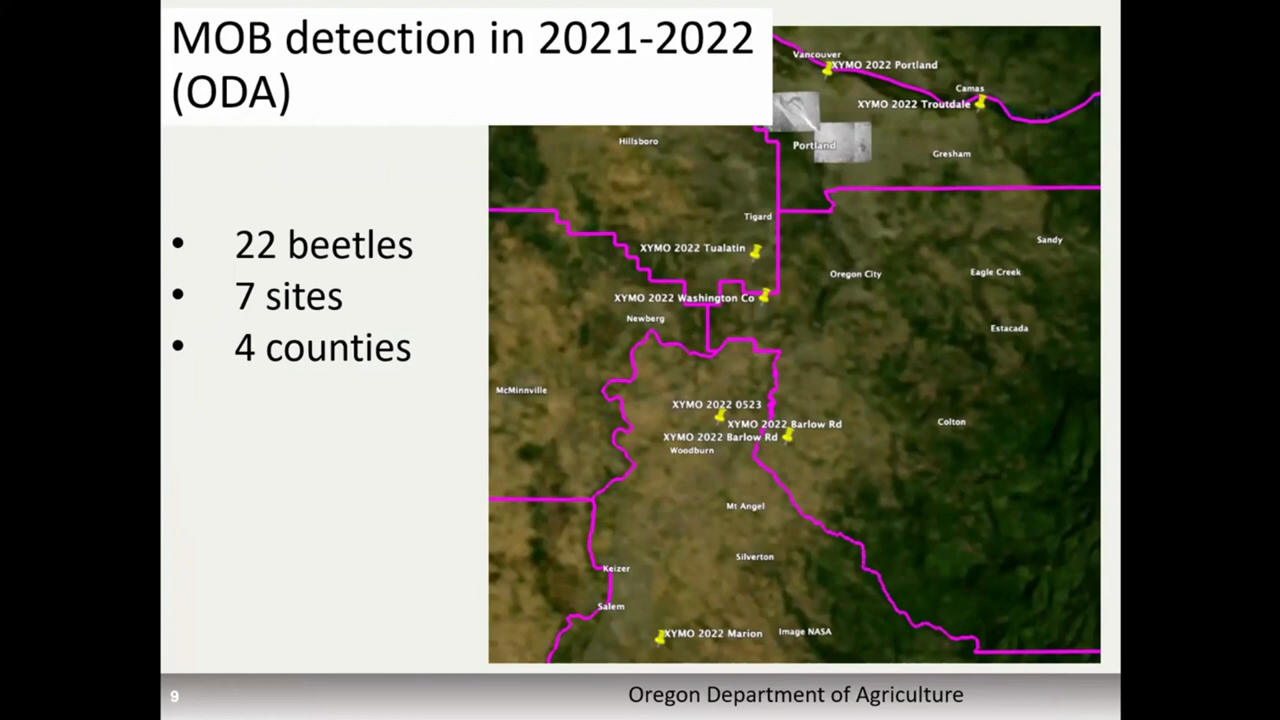 MOB detection in 2021-2022
(ODA)
• 22 beetles
• 7 sites
• 4 counties
Vancouver
XYMO 2022 Portland
Camas
XYMO 2022 Troutdale
Hillsboro
Portland
Gresham
Tigard
Sandy
XYMO 2022 Tualatin
Oregon City
Eagle Creek
XYMO 2022 Washington Co
Newberg
Estacada
McMinnville
XYMO 2022 0523
XYMO 2022 Barlow Rd
Colton
XYMO 2022 Barlow Rd
Woodburn
Mt Angel
Silverton
Keizer
Salem
XYMO 2022 Marion
Image NASA
9
Oregon Department of Agriculture